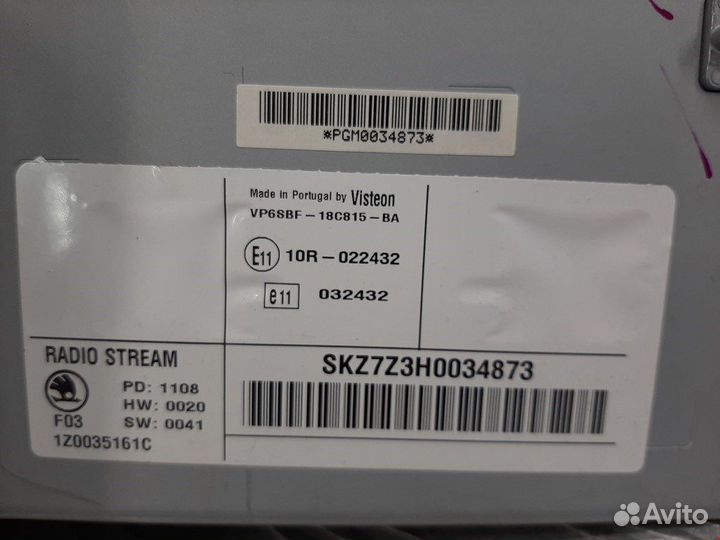 *PGM0034873*
Made in Portugal by Visteon
VP6SBF-18C815-BA
E11 10R-022432
e11 032432
RADIO STREAM
PD: 1108
HW: 0020
F03 SW: 0041
1Z0035161C
SKZ7Z3H0034873
Avito